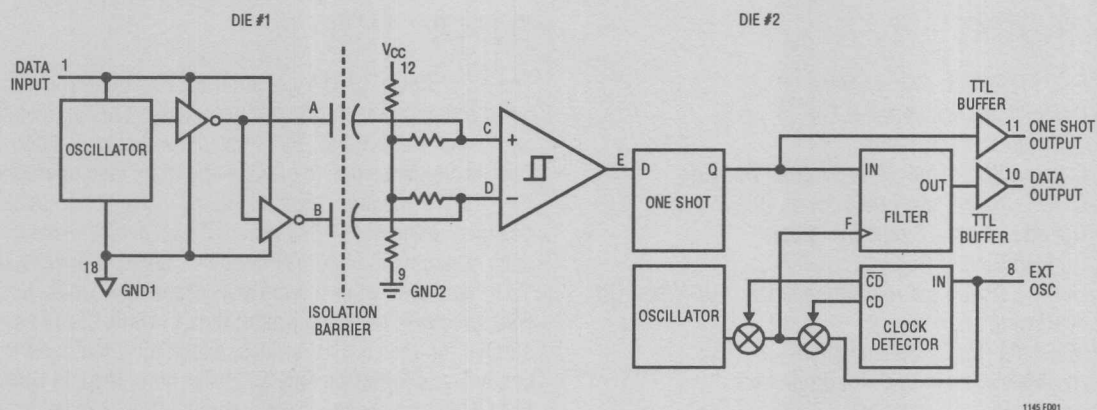 DIE #1
DIE #2
DATA
INPUT
1
OSCILLATOR
18
GND1
A
B
ISOLATION
BARRIER
VCC
12
C
D
+
−
9
GND2
E
D
Q
ONE SHOT
IN
OUT
FILTER
F
TTL
BUFFER
11
ONE SHOT
OUTPUT
10
DATA
OUTPUT
TTL
BUFFER
OSCILLATOR
C̅D̅
CD
IN
CLOCK
DETECTOR
8
EXT
OSC
1145 FD01